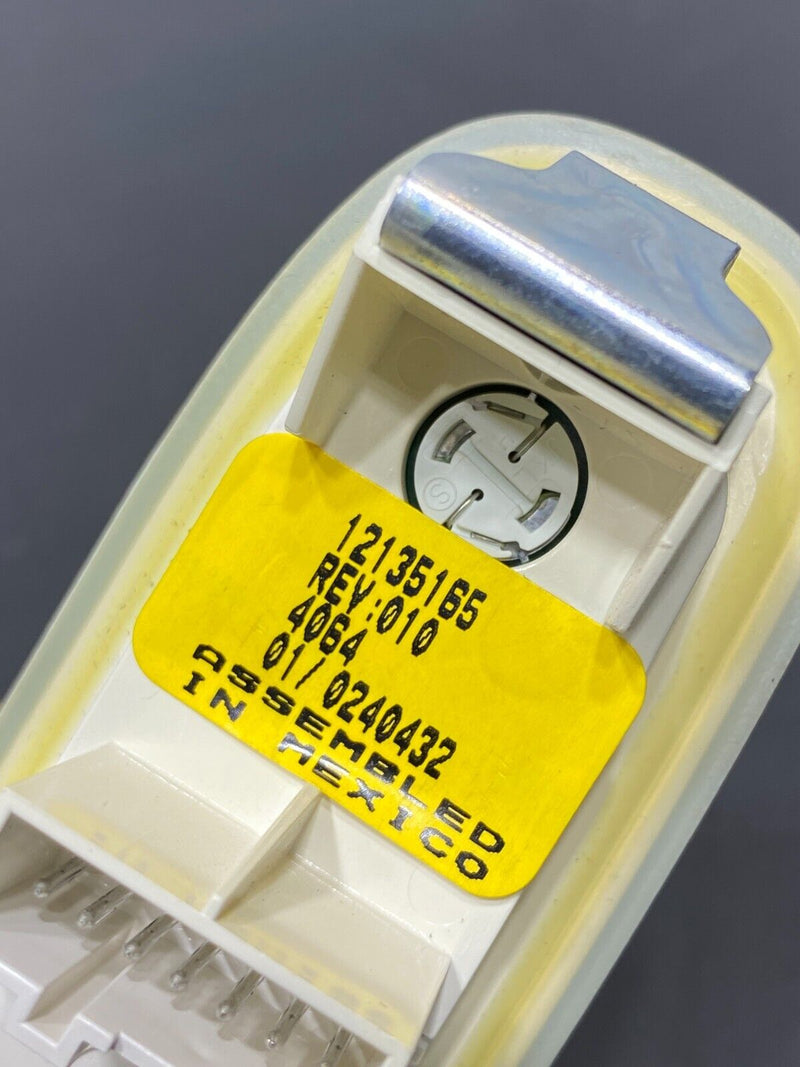 12135165
REV:010
4064
01/0240432
ASSEMBLED
IN MEXICO